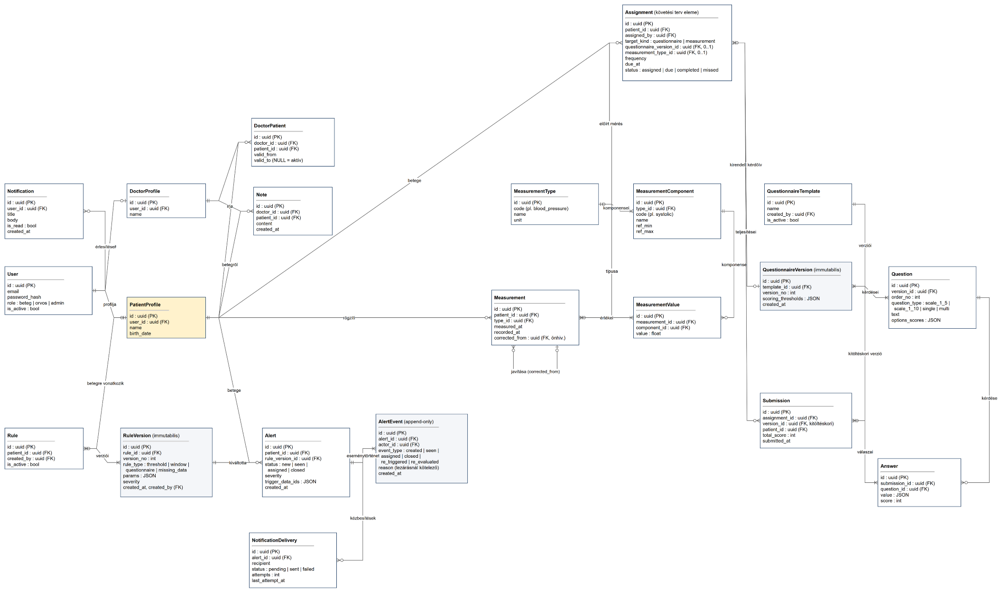 Assignment (követési terv eleme)
id : uuid (PK)
patient_id : uuid (FK)
assigned_by : uuid (FK)
target_kind : questionnaire | measurement
questionnaire_version_id : uuid (FK, 0..1)
measurement_type_id : uuid (FK, 0..1)
frequency
due_at
status : assigned | due | completed | missed
DoctorPatient
id : uuid (PK)
doctor_id : uuid (FK)
patient_id : uuid (FK)
valid_from
valid_to (NULL = aktív)
előírt mérés
kirendelt kérdőív
betege
Notification
id : uuid (PK)
user_id : uuid (FK)
title
body
is_read : bool
created_at
DoctorProfile
id : uuid (PK)
user_id : uuid (FK)
name
Note
id : uuid (PK)
doctor_id : uuid (FK)
patient_id : uuid (FK)
content
created_at
írja
MeasurementType
id : uuid (PK)
code (pl. blood_pressure)
name
unit
komponensei
MeasurementComponent
id : uuid (PK)
type_id : uuid (FK)
code (pl. systolic)
name
ref_min
ref_max
QuestionnaireTemplate
id : uuid (PK)
name
created_by : uuid (FK)
is_active : bool
értesítései
teljesítései
verziói
betegről
típusa
komponense
User
id : uuid (PK)
email
password_hash
role : beteg | orvos | admin
is_active : bool
profilja
PatientProfile
id : uuid (PK)
user_id : uuid (FK)
name
birth_date
rögzíti
Measurement
id : uuid (PK)
patient_id : uuid (FK)
type_id : uuid (FK)
measured_at
recorded_at
corrected_from : uuid (FK, önhiv.)
értékei
MeasurementValue
id : uuid (PK)
measurement_id : uuid (FK)
component_id : uuid (FK)
value : float
QuestionnaireVersion (immutabilis)
id : uuid (PK)
template_id : uuid (FK)
version_no : int
scoring_thresholds : JSON
created_at
kérdései
Question
id : uuid (PK)
version_id : uuid (FK)
order_no : int
question_type : scale_1_5 |
scale_1_10 | single | multi
text
options_scores : JSON
kitöltéskori verzió
javítása (corrected_from)
betegre vonatkozik
betege
kérdése
Submission
id : uuid (PK)
assignment_id : uuid (FK)
version_id : uuid (FK, kitöltéskori)
patient_id : uuid (FK)
total_score : int
submitted_at
Rule
id : uuid (PK)
patient_id : uuid (FK)
created_by : uuid (FK)
is_active : bool
verziói
RuleVersion (immutabilis)
id : uuid (PK)
rule_id : uuid (FK)
version_no : int
rule_type : threshold | window |
questionnaire | missing_data
params : JSON
severity
created_at, created_by (FK)
kiváltotta
Alert
id : uuid (PK)
patient_id : uuid (FK)
rule_version_id : uuid (FK)
status : new | seen |
assigned | closed
severity
trigger_data_ids : JSON
created_at
eseménytörténet
AlertEvent (append-only)
id : uuid (PK)
alert_id : uuid (FK)
actor_id : uuid (FK)
event_type : created | seen |
assigned | closed |
re_triggered | re_evaluated
reason (lezárásnál kötelező)
created_at
válaszai
Answer
id : uuid (PK)
submission_id : uuid (FK)
question_id : uuid (FK)
value : JSON
score : int
kézbesítések
NotificationDelivery
id : uuid (PK)
alert_id : uuid (FK)
recipient
status : pending | sent | failed
attempts : int
last_attempt_at